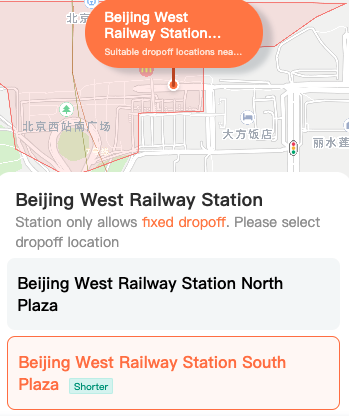 Beijing West
Railway Station...
Suitable dropoff locations nea...
北京西站南广场
大方饭店
丽水莲
Beijing West Railway Station
Station only allows fixed dropoff. Please select
dropoff location
Beijing West Railway Station North
Plaza
Beijing West Railway Station South
Plaza Shorter